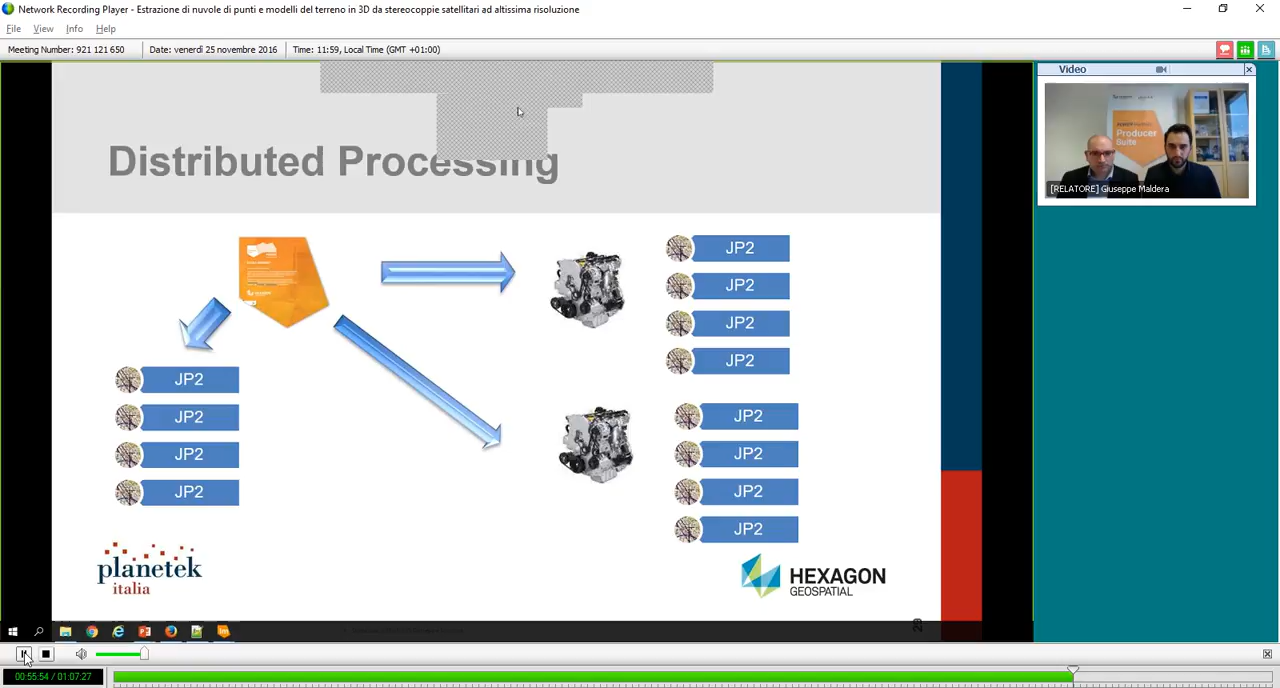 Network Recording Player - Estrazione di nuvole di punti e modelli del terreno in 3D da stereocoppie satellitari ad altissima risoluzione
File View Info Help
Meeting Number: 921 121 650 Date: venerdì 25 novembre 2016 Time: 11:59, Local Time (GMT +01:00)
Distributed Processing
JP2
JP2
JP2
JP2
JP2
JP2
JP2
JP2
JP2
JP2
JP2
JP2
planetek
italia
HEXAGON
GEOSPATIAL
Video
Producer
Suite
[RELATORE] Giuseppe Maldera
00:55:54 / 01:07:27